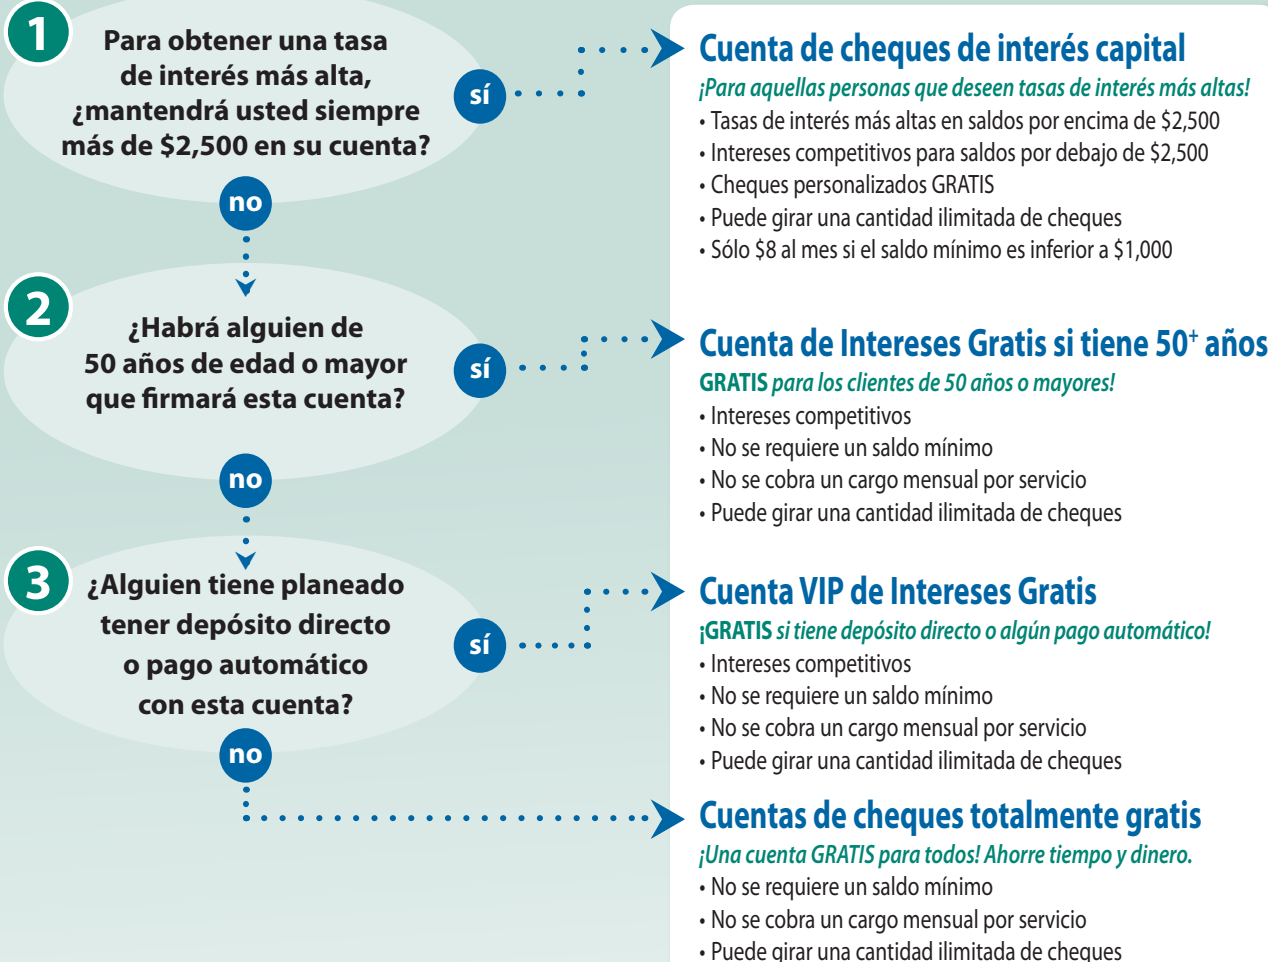 1
Para obtener una tasa
de interés más alta,
¿mantendrá usted siempre
más de $2,500 en su cuenta?
sí
no
Cuenta de cheques de interés capital
¡Para aquellas personas que deseen tasas de interés más altas!
• Tasas de interés más altas en saldos por encima de $2,500
• Intereses competitivos para saldos por debajo de $2,500
• Cheques personalizados GRATIS
• Puede girar una cantidad ilimitada de cheques
• Sólo $8 al mes si el saldo mínimo es inferior a $1,000
2
¿Habrá alguien de
50 años de edad o mayor
que firmará esta cuenta?
sí
no
Cuenta de Intereses Gratis si tiene 50+ años
GRATIS para los clientes de 50 años o mayores!
• Intereses competitivos
• No se requiere un saldo mínimo
• No se cobra un cargo mensual por servicio
• Puede girar una cantidad ilimitada de cheques
3
¿Alguien tiene planeado
tener depósito directo
o pago automático
con esta cuenta?
sí
no
Cuenta VIP de Intereses Gratis
¡GRATIS si tiene depósito directo o algún pago automático!
• Intereses competitivos
• No se requiere un saldo mínimo
• No se cobra un cargo mensual por servicio
• Puede girar una cantidad ilimitada de cheques
Cuentas de cheques totalmente gratis
¡Una cuenta GRATIS para todos! Ahorre tiempo y dinero.
• No se requiere un saldo mínimo
• No se cobra un cargo mensual por servicio
• Puede girar una cantidad ilimitada de cheques